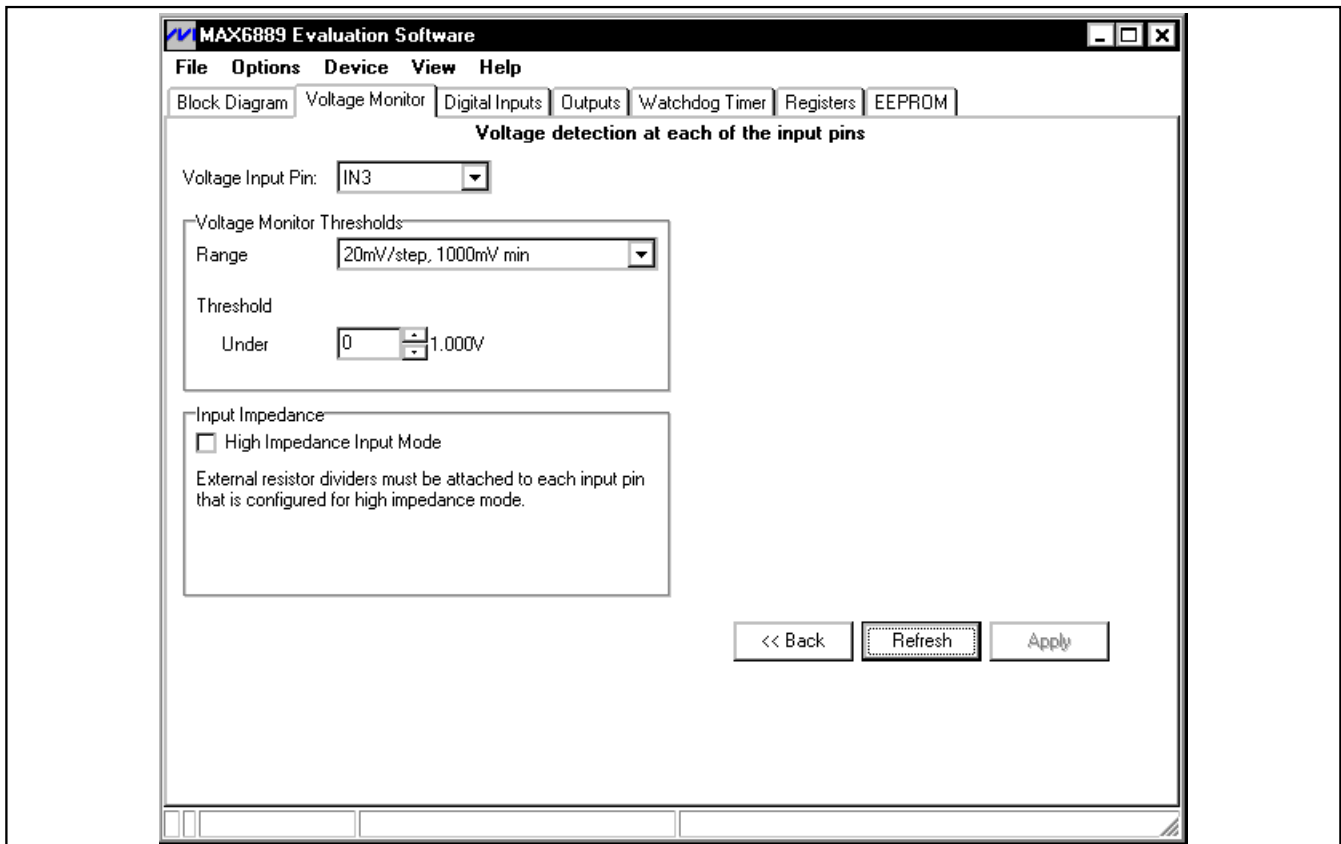 MAX6889 Evaluation Software
File Options Device View Help
Block Diagram Voltage Monitor Digital Inputs Outputs Watchdog Timer Registers EEPROM
Voltage detection at each of the input pins
Voltage Input Pin: IN3
Voltage Monitor Thresholds
Range 20mV/step, 1000mV min
Threshold
Under 0 1.000V
Input Impedance
High Impedance Input Mode
External resistor dividers must be attached to each input pin
that is configured for high impedance mode.
<< Back Refresh Apply